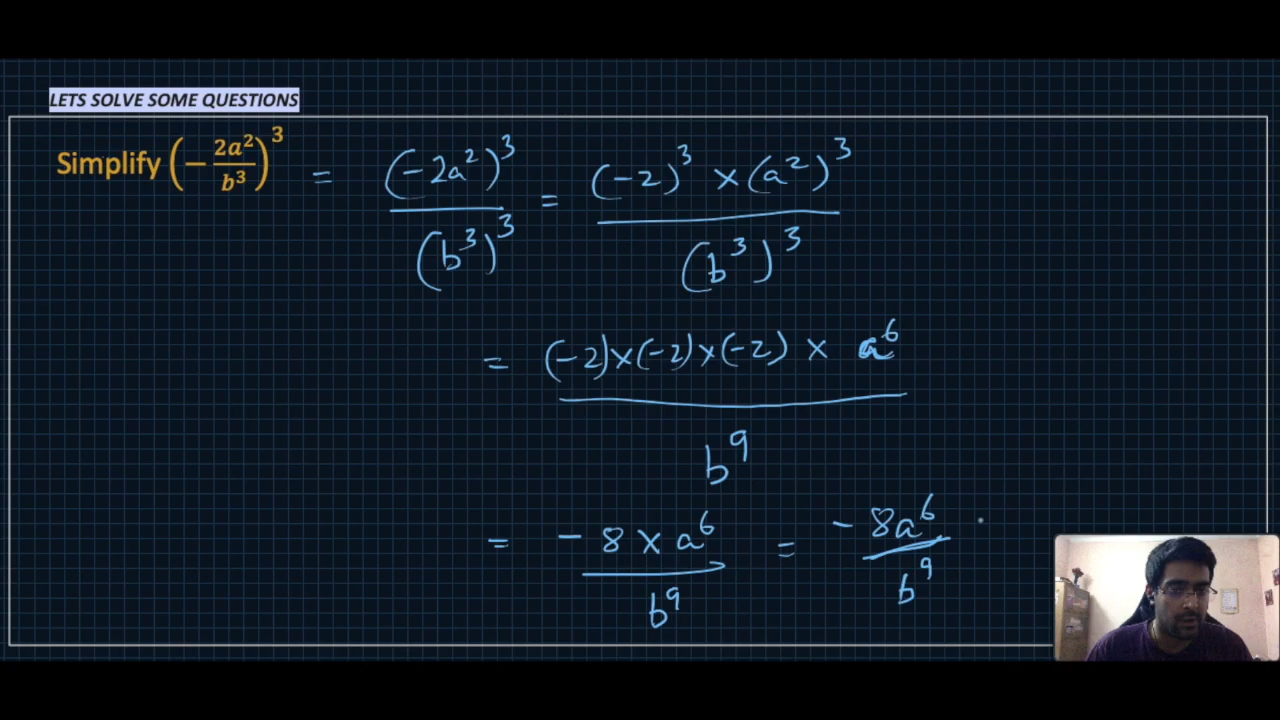 LETS SOLVE SOME QUESTIONS
Simplify (−2a²/b³)³ = (-2a²)³/(b³)³ = (-2)³ × (a²)³/(b³)³
= (-2)×(-2)×(-2) × a⁶/b⁹
= -8 × a⁶/b⁹ = -8a⁶/b⁹